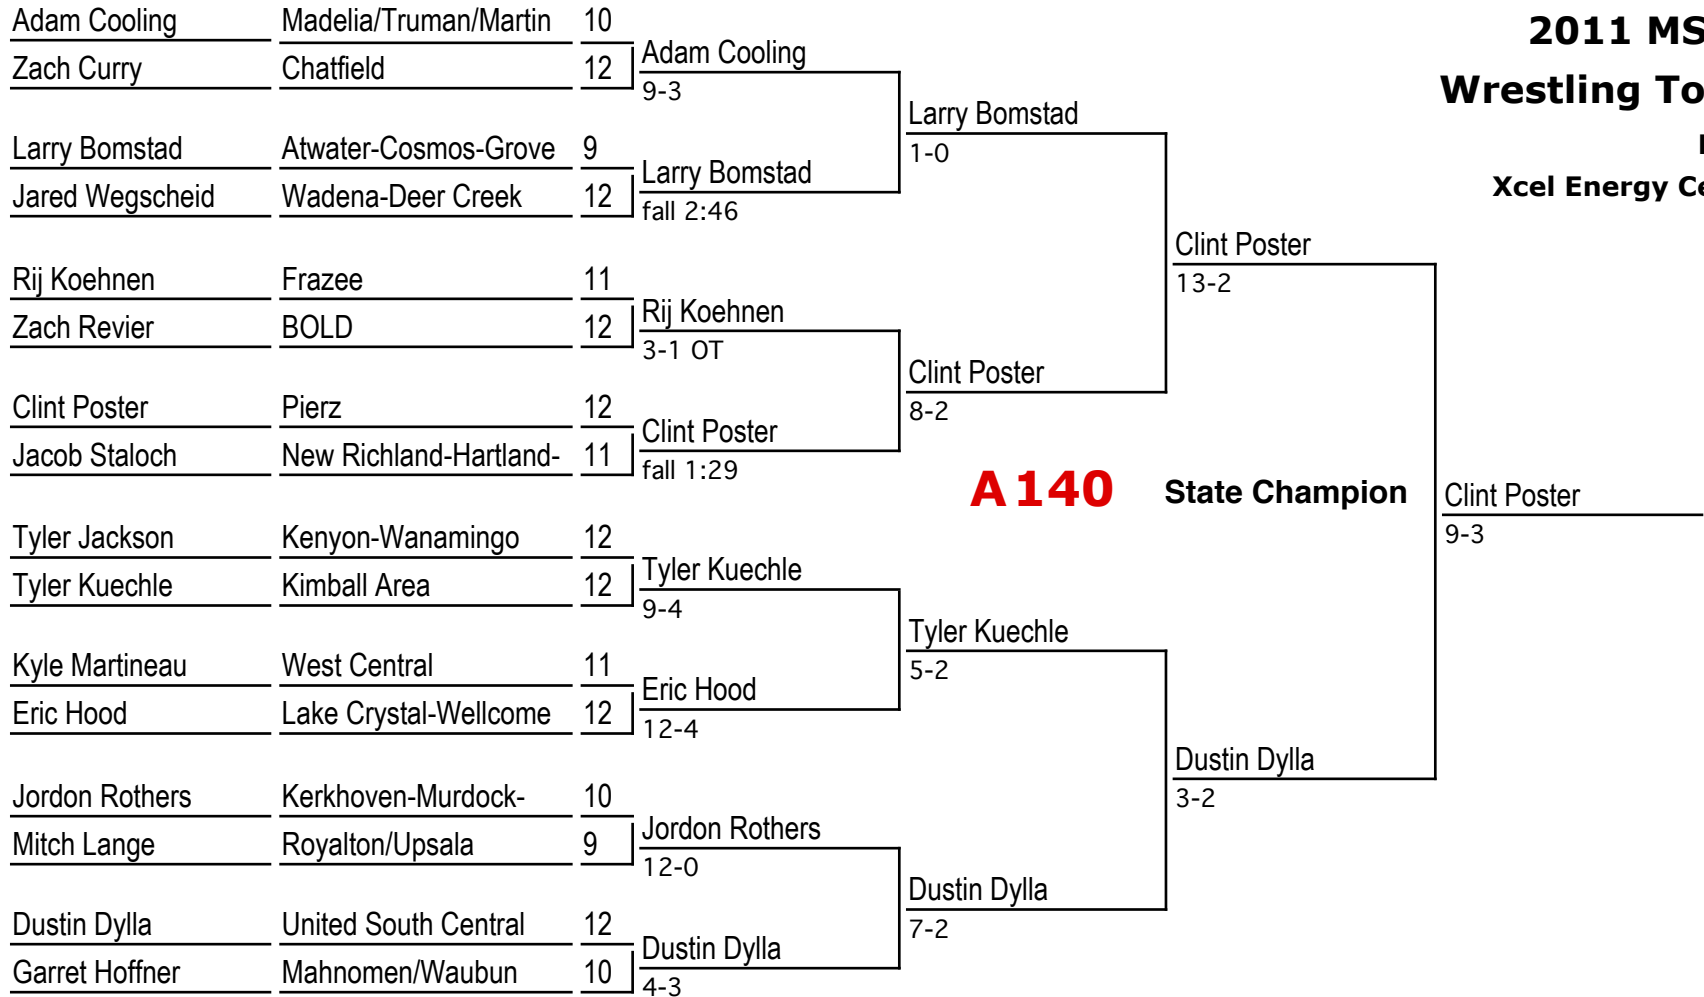 Adam Cooling Madelia/Truman/Martin 10
Zach Curry Chatfield 12
Adam Cooling
9-3
Larry Bomstad Atwater-Cosmos-Grove 9
Jared Wegscheid Wadena-Deer Creek 12
Larry Bomstad
fall 2:46
Larry Bomstad
1-0
Rij Koehnen Frazee 11
Zach Revier BOLD 12
Rij Koehnen
3-1 OT
Clint Poster Pierz 12
Jacob Staloch New Richland-Hartland- 11
Clint Poster
fall 1:29
Clint Poster
8-2
Clint Poster
13-2
Tyler Jackson Kenyon-Wanamingo 12
Tyler Kuechle Kimball Area 12
Tyler Kuechle
9-4
Kyle Martineau West Central 11
Eric Hood Lake Crystal-Wellcome 12
Eric Hood
12-4
Tyler Kuechle
5-2
Jordon Rothers Kerkhoven-Murdock- 10
Mitch Lange Royalton/Upsala 9
Jordon Rothers
12-0
Dustin Dylla United South Central 12
Garret Hoffner Mahnomen/Waubun 10
Dustin Dylla
4-3
Dustin Dylla
7-2
Dustin Dylla
3-2
A 140 State Champion
Clint Poster
9-3
2011 MS
Wrestling To
Xcel Energy Ce